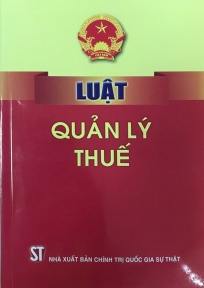 LUẬT
QUẢN LÝ
THUẾ
ST NHÀ XUẤT BẢN CHÍNH TRỊ QUỐC GIA SỰ THẬT